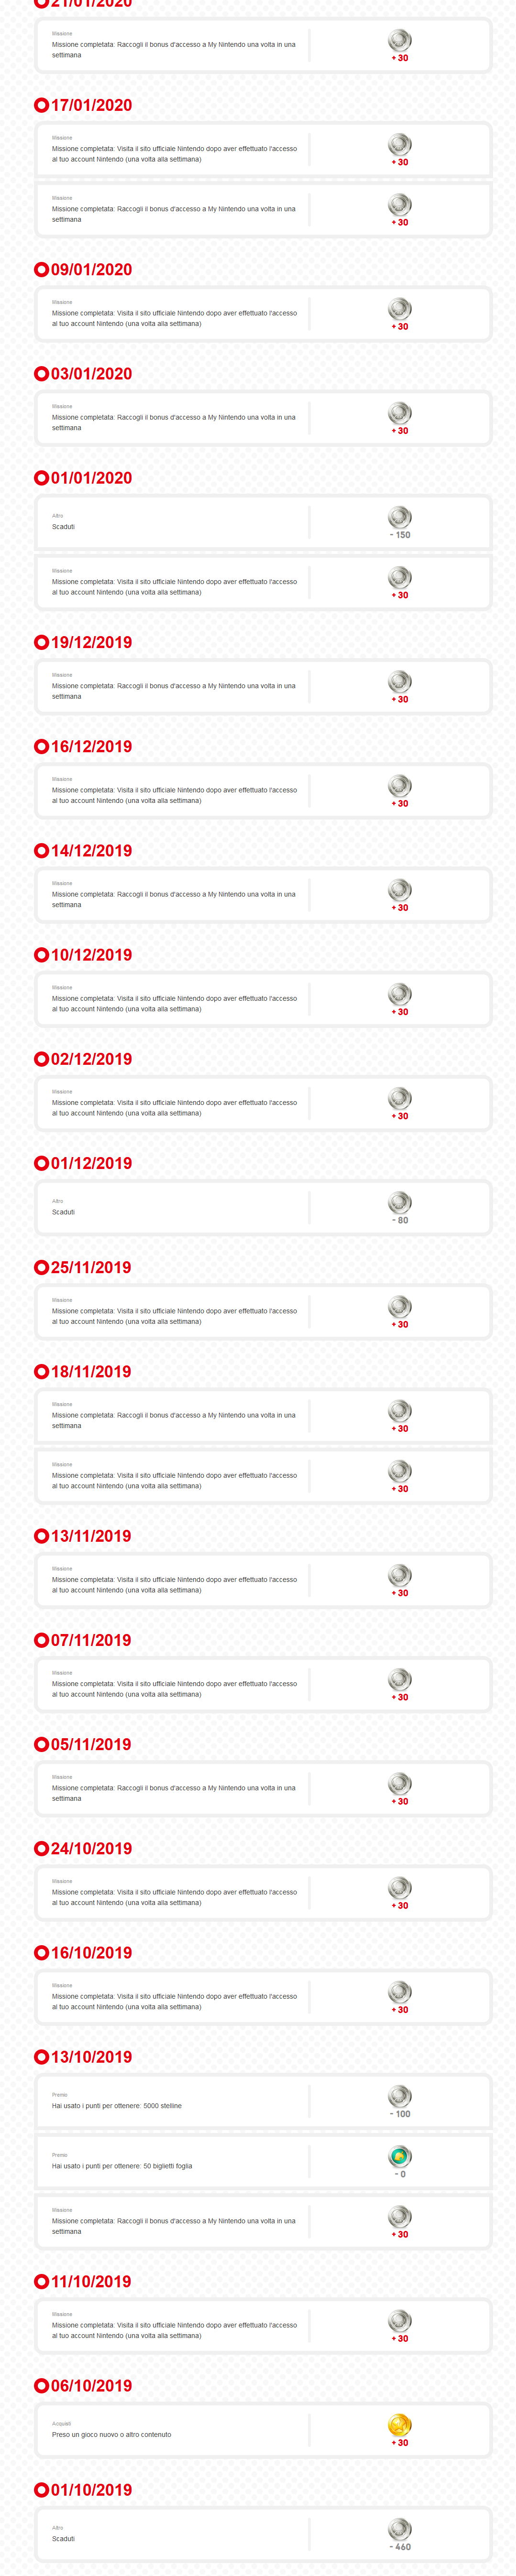 21/01/2020
Missione
Missione completata: Raccogli il bonus d'accesso a My Nintendo una volta in una
settimana
+ 30
17/01/2020
Missione
Missione completata: Visita il sito ufficiale Nintendo dopo aver effettuato l'accesso
al tuo account Nintendo (una volta alla settimana)
+ 30
Missione
Missione completata: Raccogli il bonus d'accesso a My Nintendo una volta in una
settimana
+ 30
09/01/2020
Missione
Missione completata: Visita il sito ufficiale Nintendo dopo aver effettuato l'accesso
al tuo account Nintendo (una volta alla settimana)
+ 30
03/01/2020
Missione
Missione completata: Raccogli il bonus d'accesso a My Nintendo una volta in una
settimana
+ 30
01/01/2020
Altro
Scaduti
- 150
Missione
Missione completata: Visita il sito ufficiale Nintendo dopo aver effettuato l'accesso
al tuo account Nintendo (una volta alla settimana)
+ 30
19/12/2019
Missione
Missione completata: Raccogli il bonus d'accesso a My Nintendo una volta in una
settimana
+ 30
16/12/2019
Missione
Missione completata: Visita il sito ufficiale Nintendo dopo aver effettuato l'accesso
al tuo account Nintendo (una volta alla settimana)
+ 30
14/12/2019
Missione
Missione completata: Raccogli il bonus d'accesso a My Nintendo una volta in una
settimana
+ 30
10/12/2019
Missione
Missione completata: Visita il sito ufficiale Nintendo dopo aver effettuato l'accesso
al tuo account Nintendo (una volta alla settimana)
+ 30
02/12/2019
Missione
Missione completata: Visita il sito ufficiale Nintendo dopo aver effettuato l'accesso
al tuo account Nintendo (una volta alla settimana)
+ 30
01/12/2019
Altro
Scaduti
- 80
25/11/2019
Missione
Missione completata: Visita il sito ufficiale Nintendo dopo aver effettuato l'accesso
al tuo account Nintendo (una volta alla settimana)
+ 30
18/11/2019
Missione
Missione completata: Raccogli il bonus d'accesso a My Nintendo una volta in una
settimana
+ 30
Missione
Missione completata: Visita il sito ufficiale Nintendo dopo aver effettuato l'accesso
al tuo account Nintendo (una volta alla settimana)
+ 30
13/11/2019
Missione
Missione completata: Visita il sito ufficiale Nintendo dopo aver effettuato l'accesso
al tuo account Nintendo (una volta alla settimana)
+ 30
07/11/2019
Missione
Missione completata: Visita il sito ufficiale Nintendo dopo aver effettuato l'accesso
al tuo account Nintendo (una volta alla settimana)
+ 30
05/11/2019
Missione
Missione completata: Raccogli il bonus d'accesso a My Nintendo una volta in una
settimana
+ 30
24/10/2019
Missione
Missione completata: Visita il sito ufficiale Nintendo dopo aver effettuato l'accesso
al tuo account Nintendo (una volta alla settimana)
+ 30
16/10/2019
Missione
Missione completata: Visita il sito ufficiale Nintendo dopo aver effettuato l'accesso
al tuo account Nintendo (una volta alla settimana)
+ 30
13/10/2019
Premio
Hai usato i punti per ottenere: 5000 stelline
- 100
Premio
Hai usato i punti per ottenere: 50 biglietti foglia
- 0
Missione
Missione completata: Raccogli il bonus d'accesso a My Nintendo una volta in una
settimana
+ 30
11/10/2019
Missione
Missione completata: Visita il sito ufficiale Nintendo dopo aver effettuato l'accesso
al tuo account Nintendo (una volta alla settimana)
+ 30
06/10/2019
Acquisti
Preso un gioco nuovo o altro contenuto
+ 30
01/10/2019
Altro
Scaduti
- 460